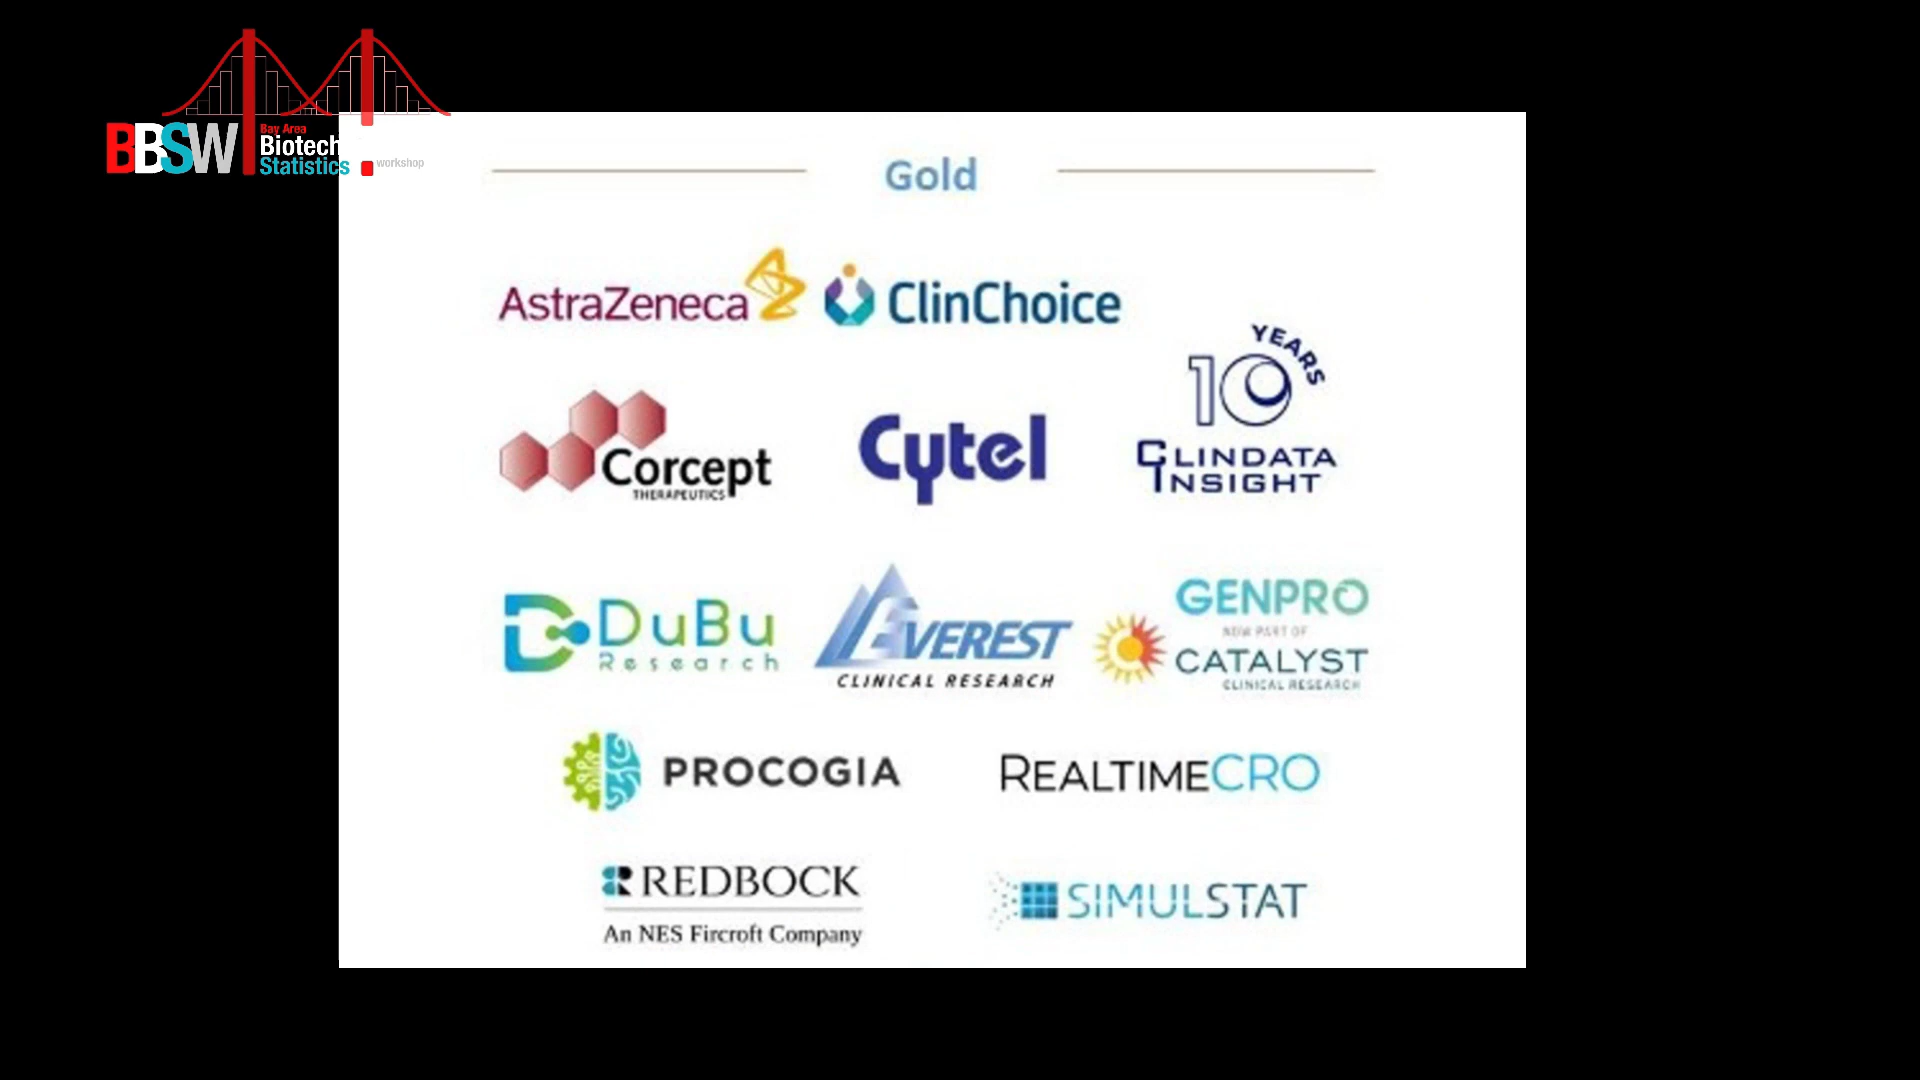 BBSW
Bay Area
Biotech
Statistics
workshop
Gold
AstraZeneca
ClinChoice
10 YEARS
CLINDATA
INSIGHT
Corcept
THERAPEUTICS
Cytel
DuBu
Research
EVEREST
CLINICAL RESEARCH
GENPRO
NOW PART OF
CATALYST
CLINICAL RESEARCH
PROCOGIA
REALTIMECRO
REDBOCK
An NES Fircroft Company
SIMULSTAT